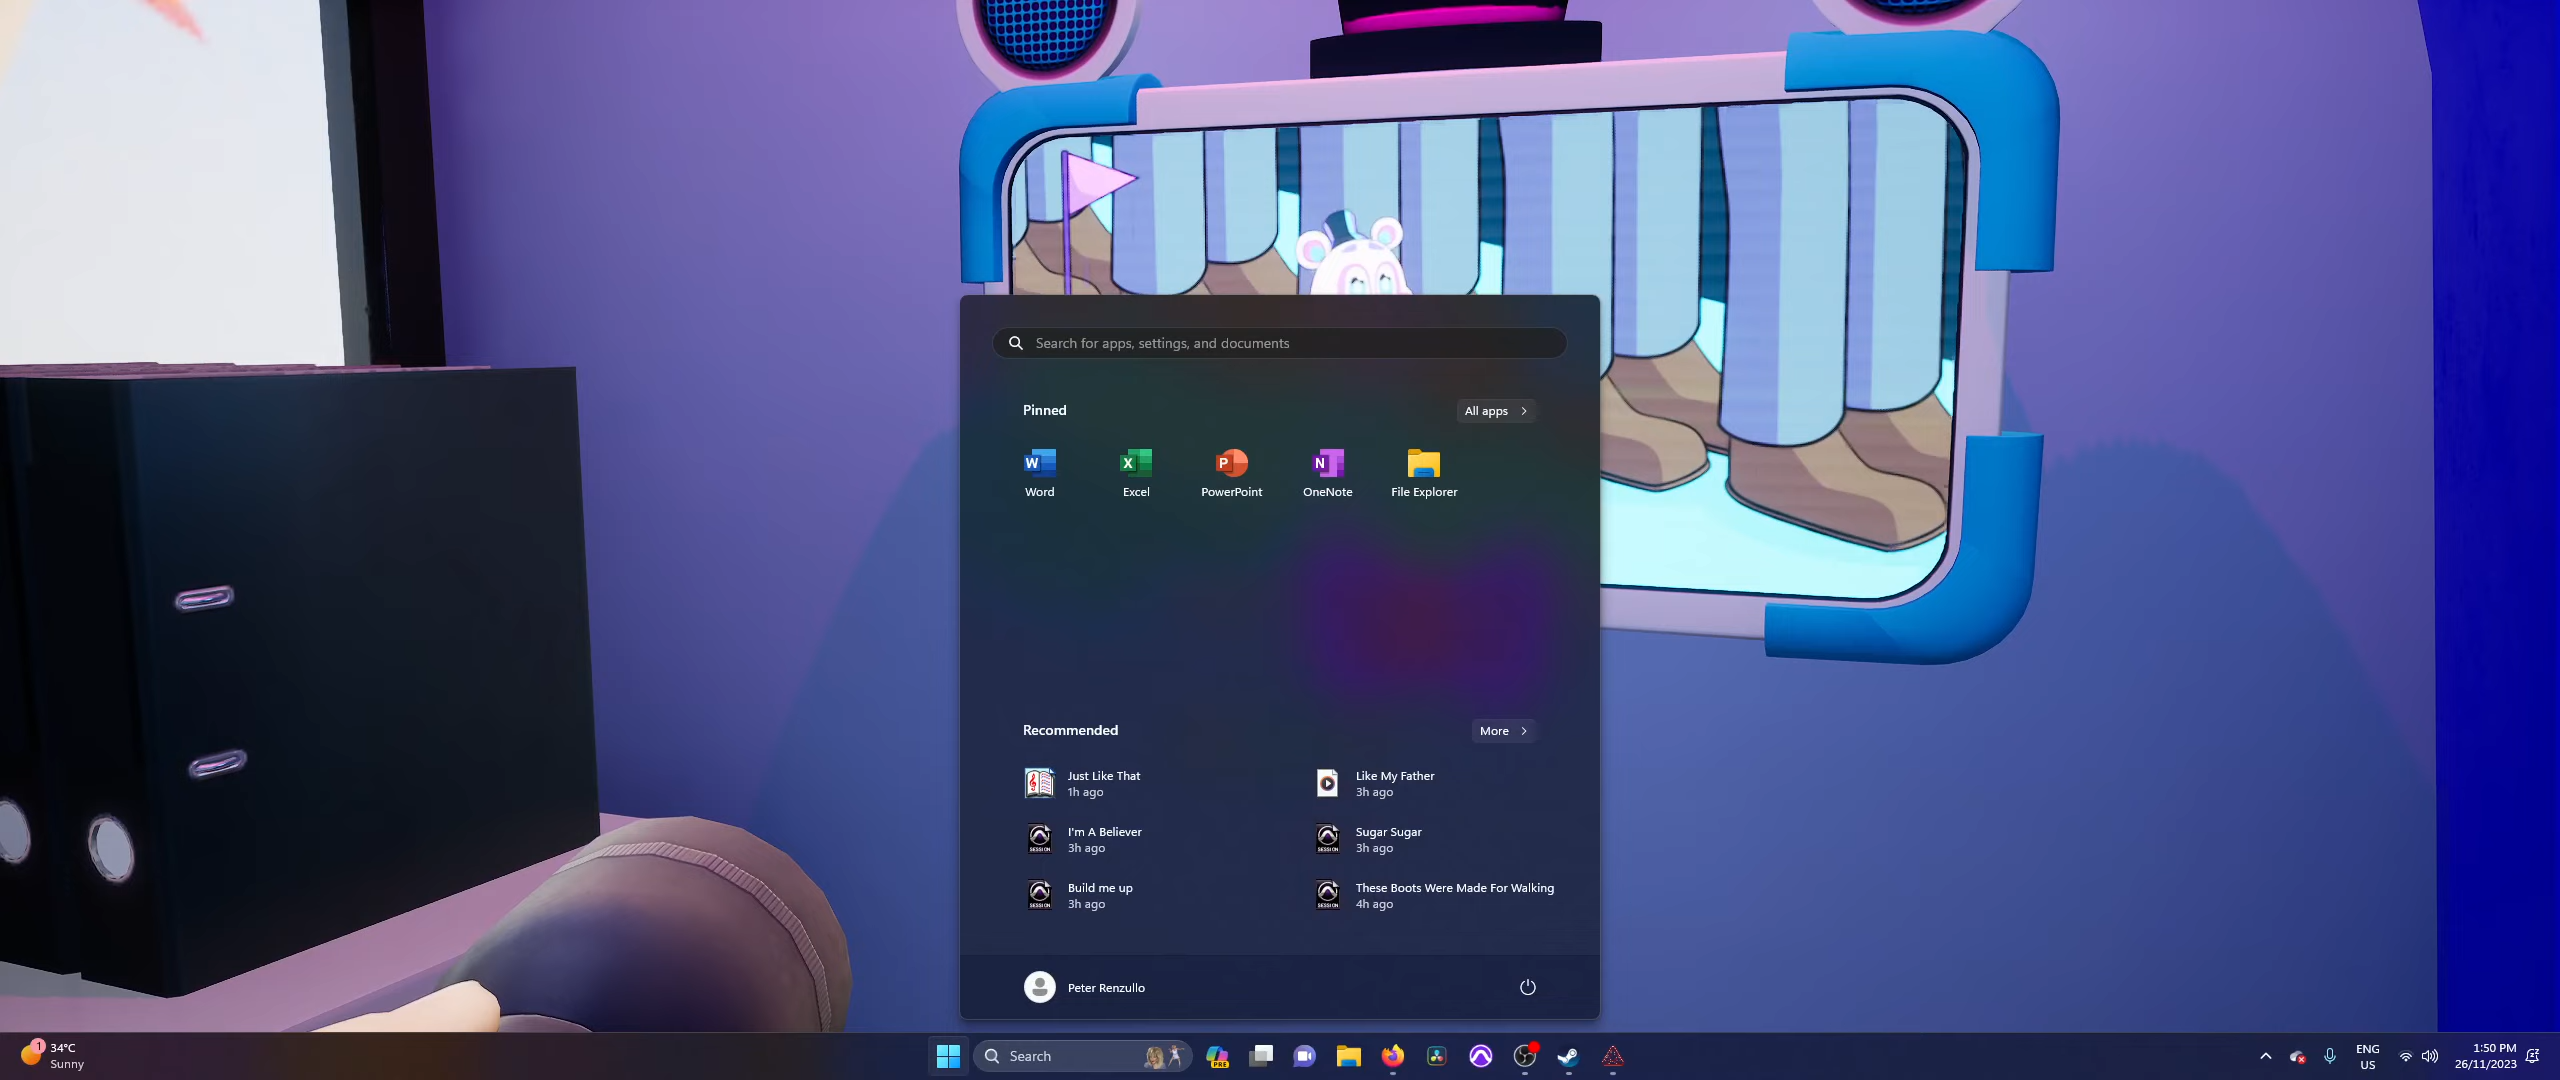 Search for apps, settings, and documents
Pinned
All apps
Word
Excel
PowerPoint
OneNote
File Explorer
Recommended
More
Just Like That
1h ago
Like My Father
3h ago
I'm A Believer
3h ago
Sugar Sugar
3h ago
Build me up
3h ago
These Boots Were Made For Walking
4h ago
Peter Renzullo
1
34°C
Sunny
Search
PRE
ENG
US
1:50 PM
26/11/2023